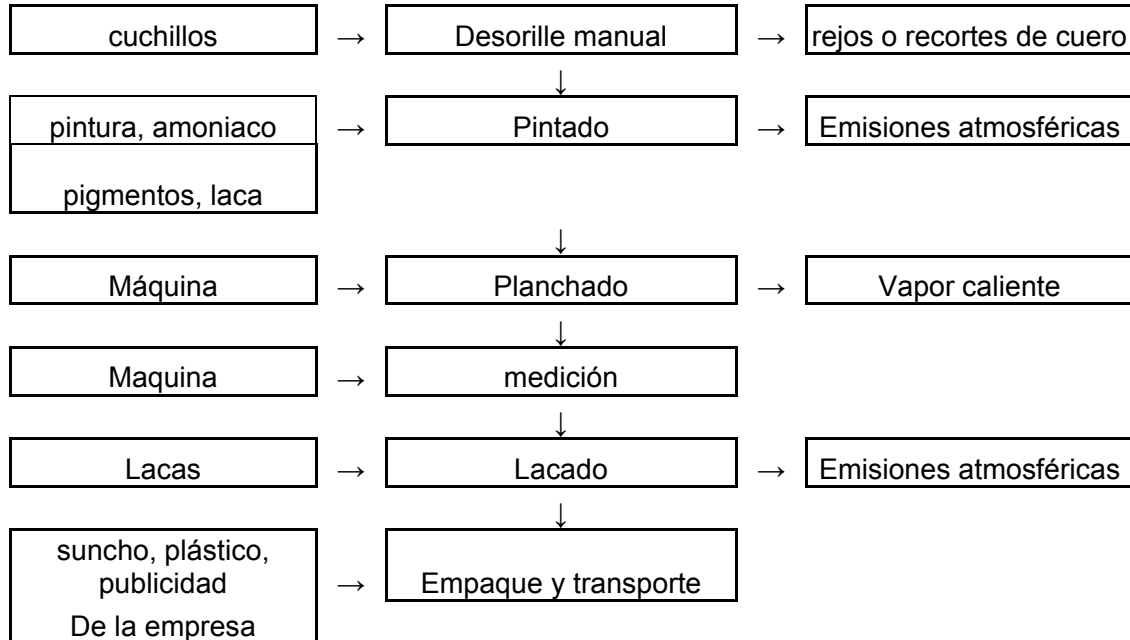 cuchillos → Desorille manual → rejos o recortes de cuero
↓
pintura, amoniaco → Pintado → Emisiones atmosféricas
pigmentos, laca
↓
Máquina → Planchado → Vapor caliente
↓
Maquina → medición
↓
Lacas → Lacado → Emisiones atmosféricas
↓
suncho, plástico,
publicidad → Empaque y transporte
De la empresa